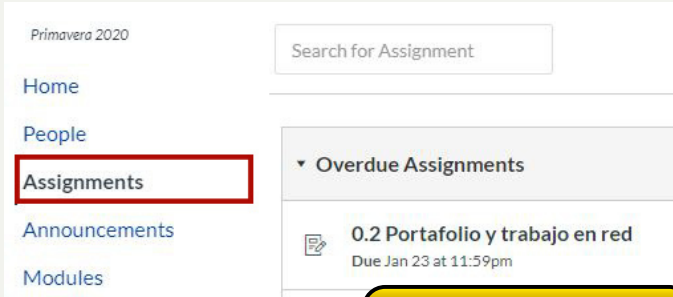 Primavera 2020
Home
People
Assignments
Announcements
Modules
Search for Assignment
Overdue Assignments
0.2 Portafolio y trabajo en red
Due Jan 23 at 11:59pm